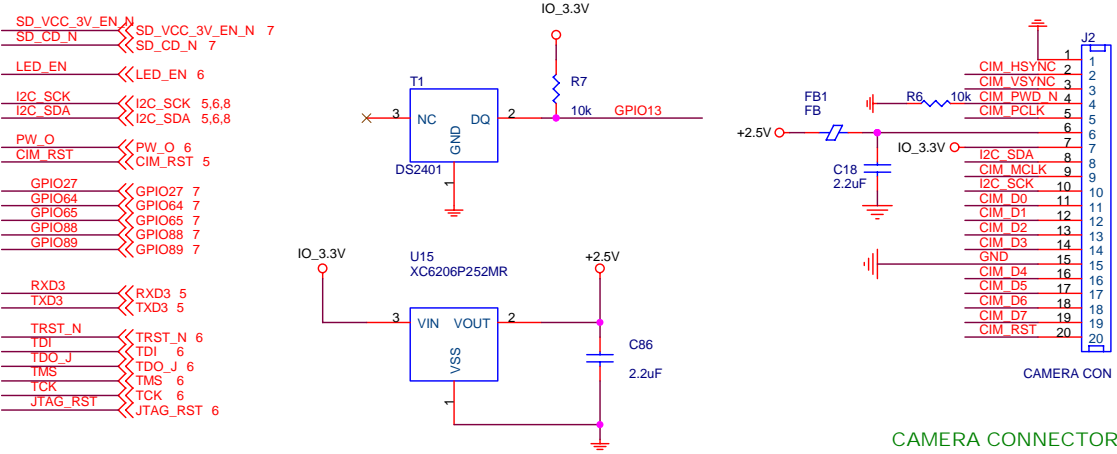 SD_VCC_3V_EN_N
SD_VCC_3V_EN_N 7
SD_CD_N
SD_CD_N 7
LED_EN
LED_EN 6
I2C_SCK
I2C_SCK 5,6,8
I2C_SDA
I2C_SDA 5,6,8
PW_O
PW_O 6
CIM_RST
CIM_RST 5
GPIO27
GPIO27 7
GPIO64
GPIO64 7
GPIO65
GPIO65 7
GPIO88
GPIO88 7
GPIO89
GPIO89 7
RXD3
RXD3 5
TXD3
TXD3 5
TRST_N
TRST_N 6
TDI
TDI 6
TDO_J
TDO_J 6
TMS
TMS 6
TCK
TCK 6
JTAG_RST
JTAG_RST 6
IO_3.3V
R7
10k
GPIO13
T1
3
NC
DQ
2
GND
1
DS2401
IO_3.3V
U15
XC6206P252MR
+2.5V
3
VIN
VOUT
2
VSS
1
C86
2.2uF
FB1
FB
+2.5V
C18
2.2uF
IO_3.3V
R6
10k
J2
1 1
CIM_HSYNC 2 2
CIM_VSYNC 3 3
CIM_PWD_N 4 4
CIM_PCLK 5 5
6 6
7 7
I2C_SDA 8 8
CIM_MCLK 9 9
I2C_SCK 10 10
CIM_D0 11 11
CIM_D1 12 12
CIM_D2 13 13
CIM_D3 14 14
GND 15 15
CIM_D4 16 16
CIM_D5 17 17
CIM_D6 18 18
CIM_D7 19 19
CIM_RST 20 20
CAMERA CON
CAMERA CONNECTOR